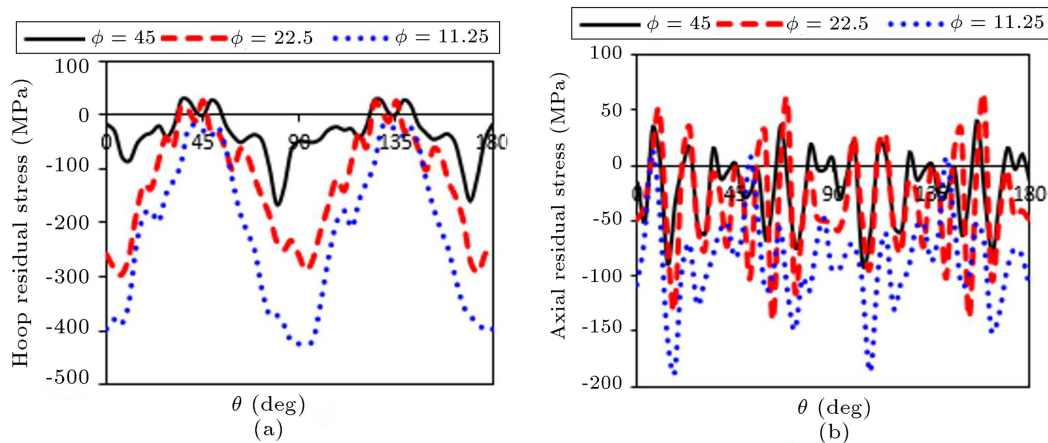 ϕ = 45 ϕ = 22.5 ϕ = 11.25
Hoop residual stress (MPa)
100
0
-100
-200
-300
-400
-500
0 45 90 135 180
θ (deg)
(a)
ϕ = 45 ϕ = 22.5 ϕ = 11.25
Axial residual stress (MPa)
100
50
0
-50
-100
-150
-200
0 45 90 135 180
θ (deg)
(b)